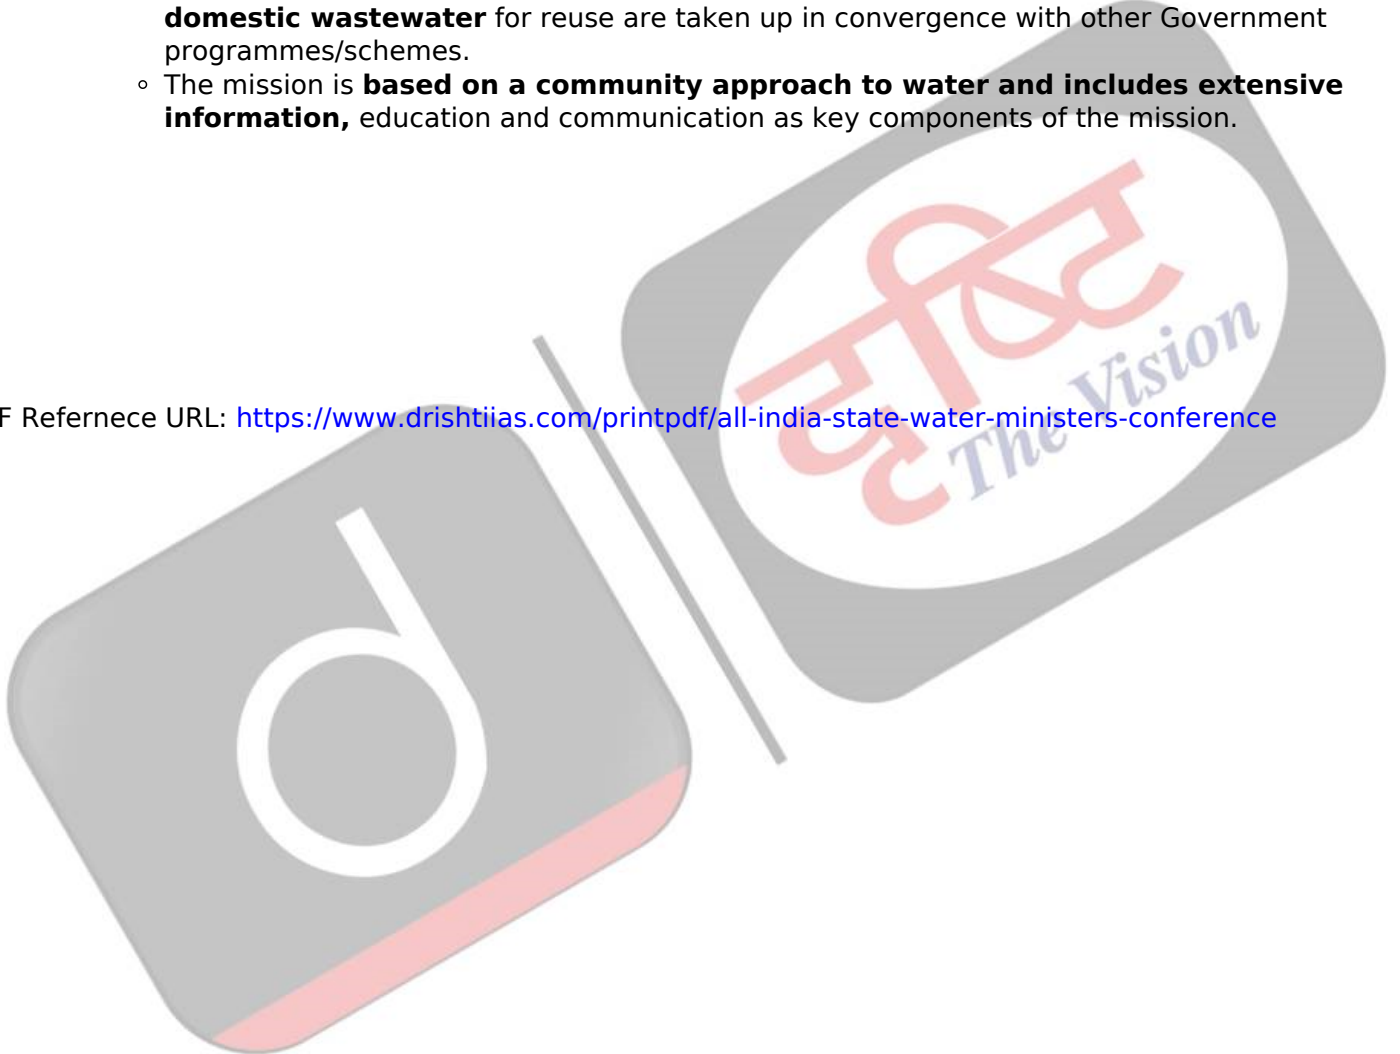 domestic wastewater for reuse are taken up in convergence with other Government
programmes/schemes.
◦ The mission is based on a community approach to water and includes extensive
information, education and communication as key components of the mission.
दृष्टि
The Vision
F Refernece URL: https://www.drishtiias.com/printpdf/all-india-state-water-ministers-conference
d